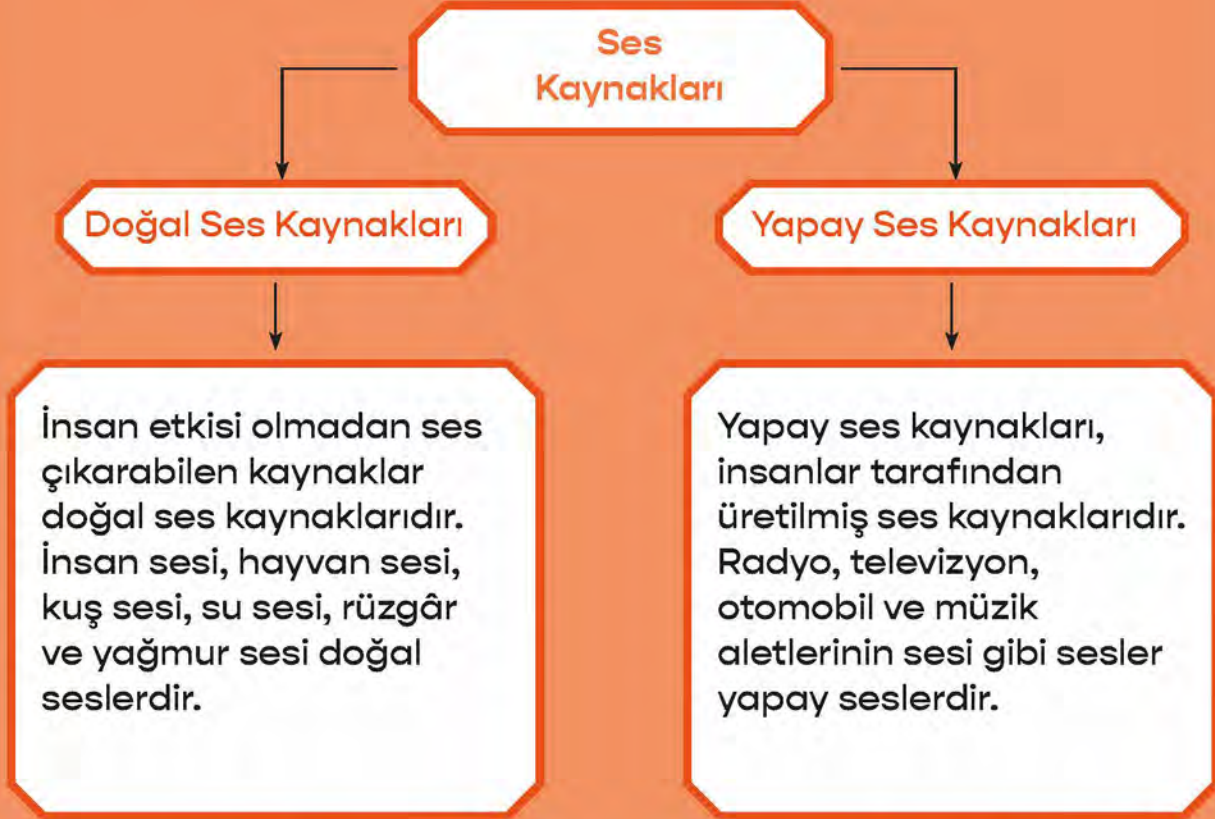 Ses
Kaynakları
Doğal Ses Kaynakları
Yapay Ses Kaynakları
İnsan etkisi olmadan ses
çıkarabilen kaynaklar
doğal ses kaynaklarıdır.
İnsan sesi, hayvan sesi,
kuş sesi, su sesi, rüzgâr
ve yağmur sesi doğal
seslerdir.
Yapay ses kaynakları,
insanlar tarafından
üretilmiş ses kaynaklarıdır.
Radyo, televizyon,
otomobil ve müzik
aletlerinin sesi gibi sesler
yapay seslerdir.